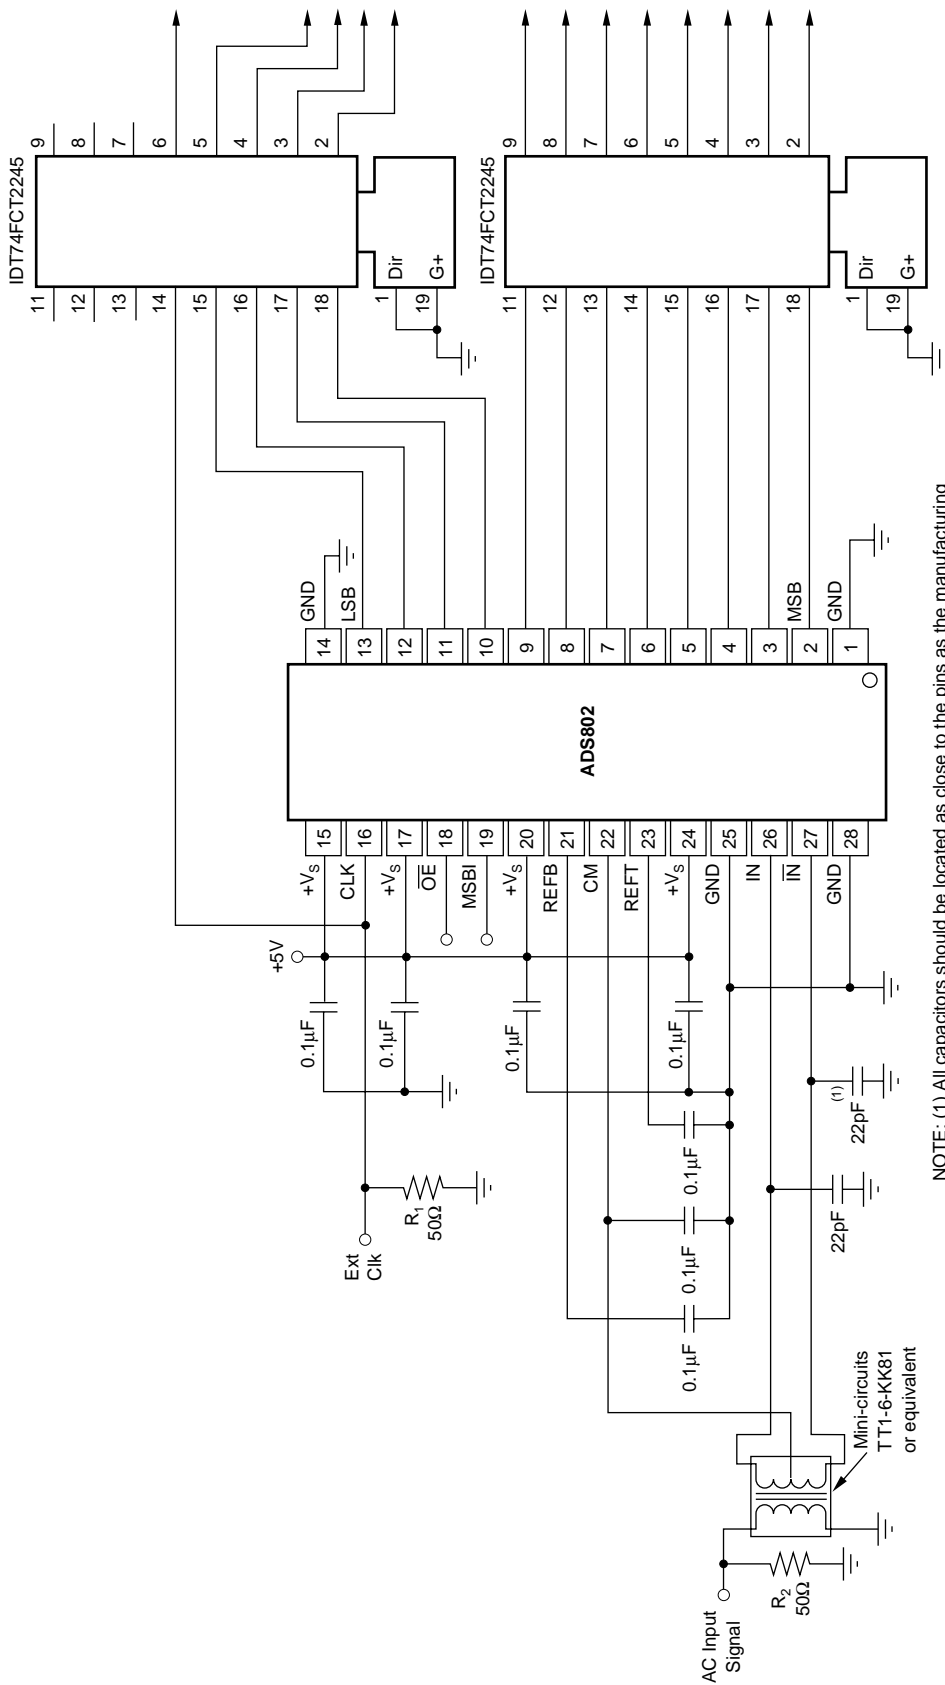 IDT74FCT2245
11
12
13
14
15
16
17
18
9
8
7
6
5
4
3
2
1
19
Dir
G+
IDT74FCT2245
11
12
13
14
15
16
17
18
9
8
7
6
5
4
3
2
1
19
Dir
G+
ADS802
GND
LSB
14
13
12
11
10
9
8
7
6
5
4
3
2
1
MSB
GND
15
16
17
18
19
20
21
22
23
24
25
26
27
28
+VS
CLK
+VS
O̅E̅
MSBI
+VS
REFB
CM
REFT
+VS
GND
IN
I̅N̅
GND
+5V
0.1µF
0.1µF
0.1µF
0.1µF
0.1µF
0.1µF
0.1µF
Ext
Clk
R1
50Ω
(1)
22pF
22pF
Mini-circuits
TT1-6-KK81
or equivalent
AC Input
Signal
R2
50Ω
NOTE: (1) All capacitors should be located as close to the pins as the manufacturing